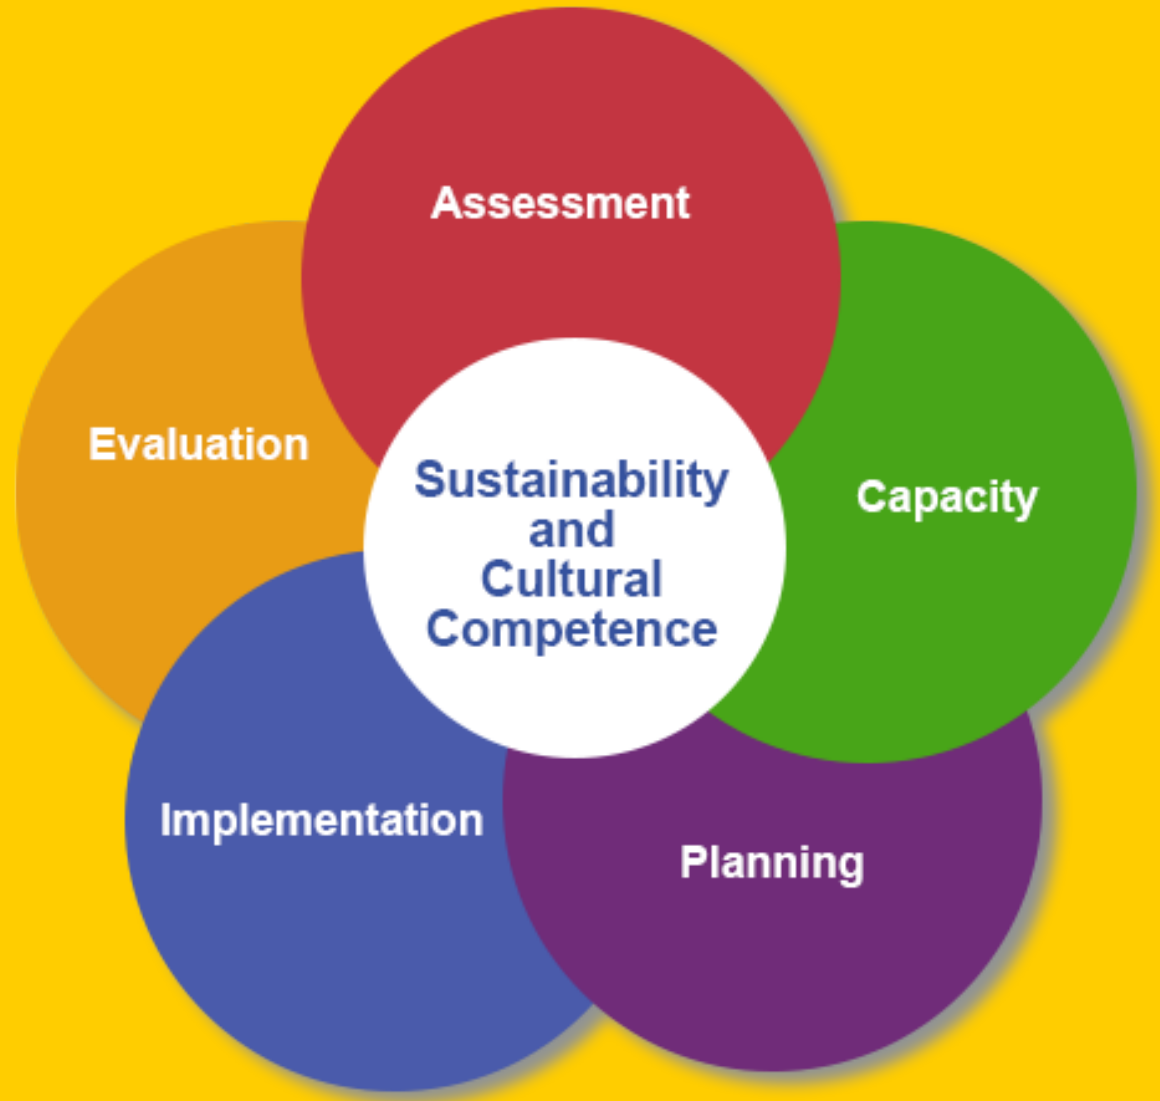 Assessment
Evaluation
Capacity
Sustainability
and
Cultural
Competence
Implementation
Planning